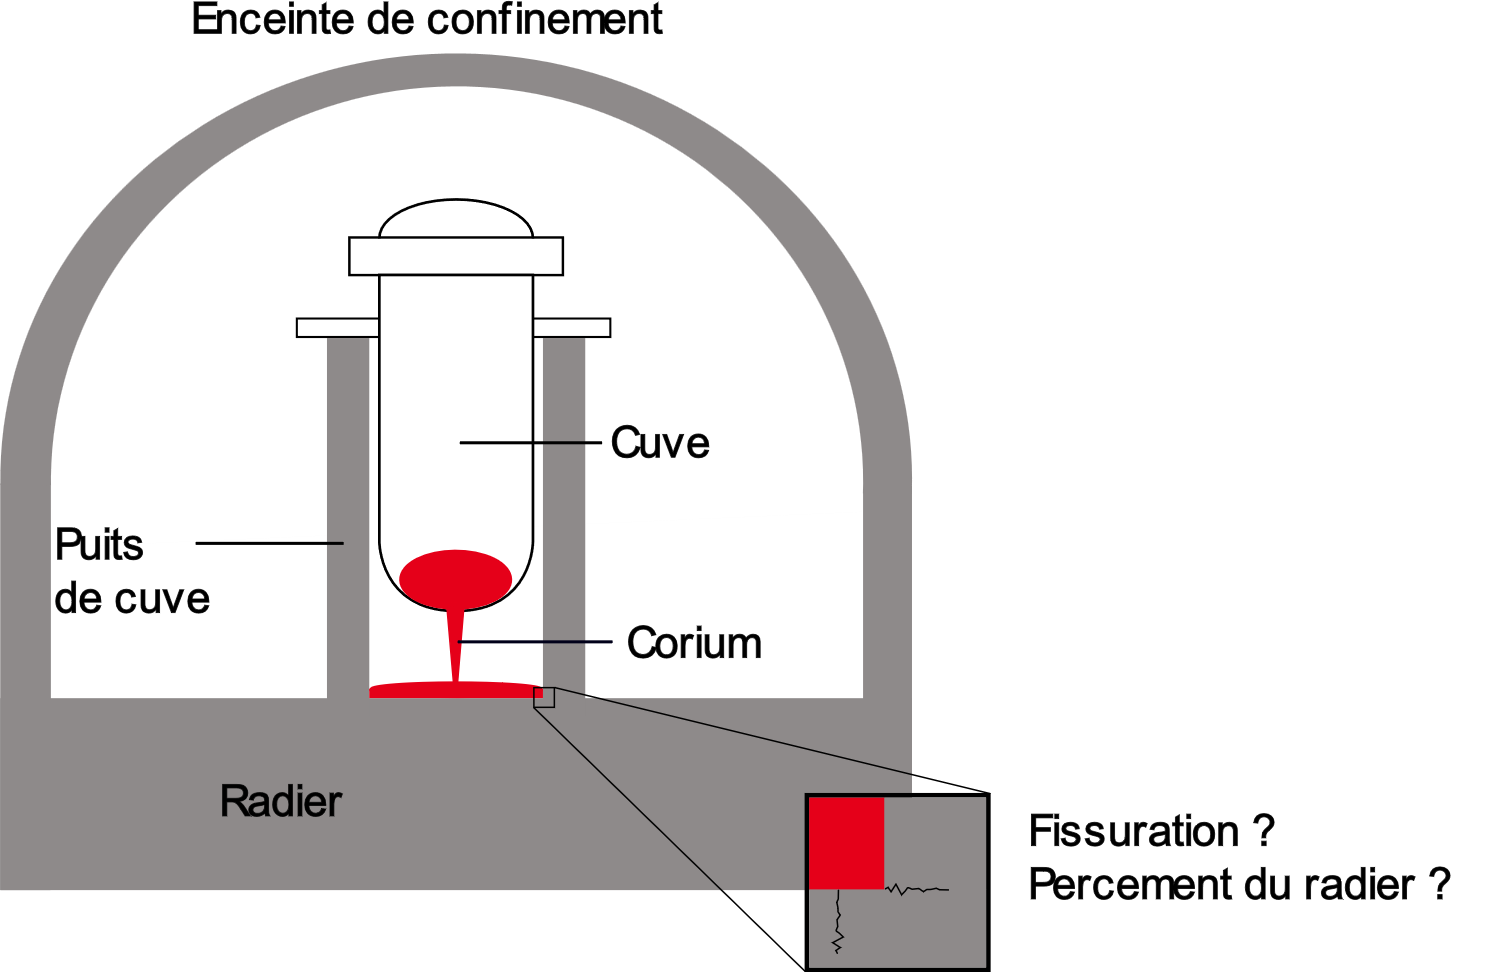 Enceinte de confinement
Cuve
Puits
de cuve
Corium
Radier
Fissuration ?
Percement du radier ?